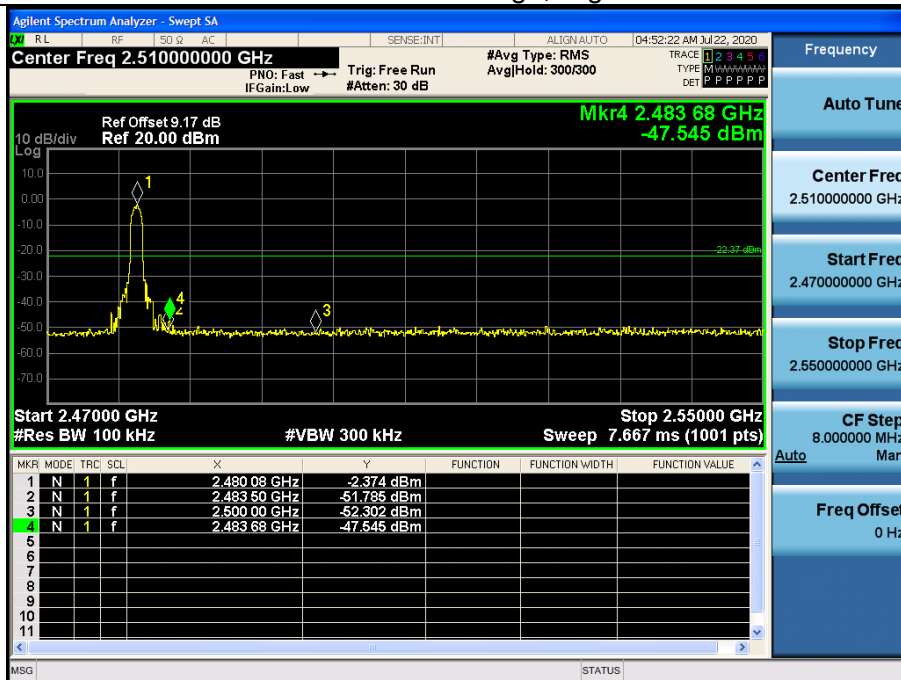 Agilent Spectrum Analyzer - Swept SA
LXI RL RF 50 Ω AC SENSE:INT ALIGN AUTO 04:52:22 AM Jul 22, 2020
Center Freq 2.510000000 GHz #Avg Type: RMS TRACE 1 2 3 4 5 6
PNO: Fast Trig: Free Run Avg|Hold: 300/300 TYPE M WWWWW
IFGain:Low #Atten: 30 dB DET P P P P P P
Mkr4 2.483 68 GHz
-47.545 dBm
Ref Offset 9.17 dB
10 dB/div Ref 20.00 dBm
Log
10.0
0.00
-10.0
-20.0
-30.0
-40.0
-50.0
-60.0
-70.0
1
22.37 dBm
4
2
3
Start 2.47000 GHz Stop 2.55000 GHz
#Res BW 100 kHz #VBW 300 kHz Sweep 7.667 ms (1001 pts)
MKR MODE TRC SCL X Y FUNCTION FUNCTION WIDTH FUNCTION VALUE
1 N 1 f 2.480 08 GHz -2.374 dBm
2 N 1 f 2.483 50 GHz -51.785 dBm
3 N 1 f 2.500 00 GHz -52.302 dBm
4 N 1 f 2.483 68 GHz -47.545 dBm
5
6
7
8
9
10
11
MSG STATUS
Frequency
Auto Tune
Center Freq
2.510000000 GHz
Start Freq
2.470000000 GHz
Stop Freq
2.550000000 GHz
CF Step
8.000000 MHz
Auto Man
Freq Offset
0 Hz